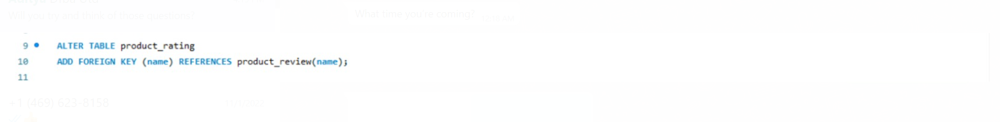 Will you try and think of those questions?
What time you're coming?
9 ALTER TABLE product_rating
10 ADD FOREIGN KEY (name) REFERENCES product_review(name);
11
+1 (469) 623-8158 11/1/2022